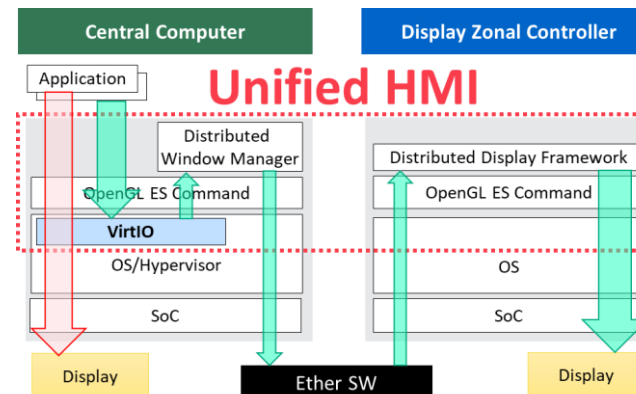 Central Computer
Display Zonal Controller
Application
Unified HMI
Distributed
Window Manager
Distributed Display Framework
OpenGL ES Command
OpenGL ES Command
VirtIO
OS/Hypervisor
OS
SoC
SoC
Display
Ether SW
Display